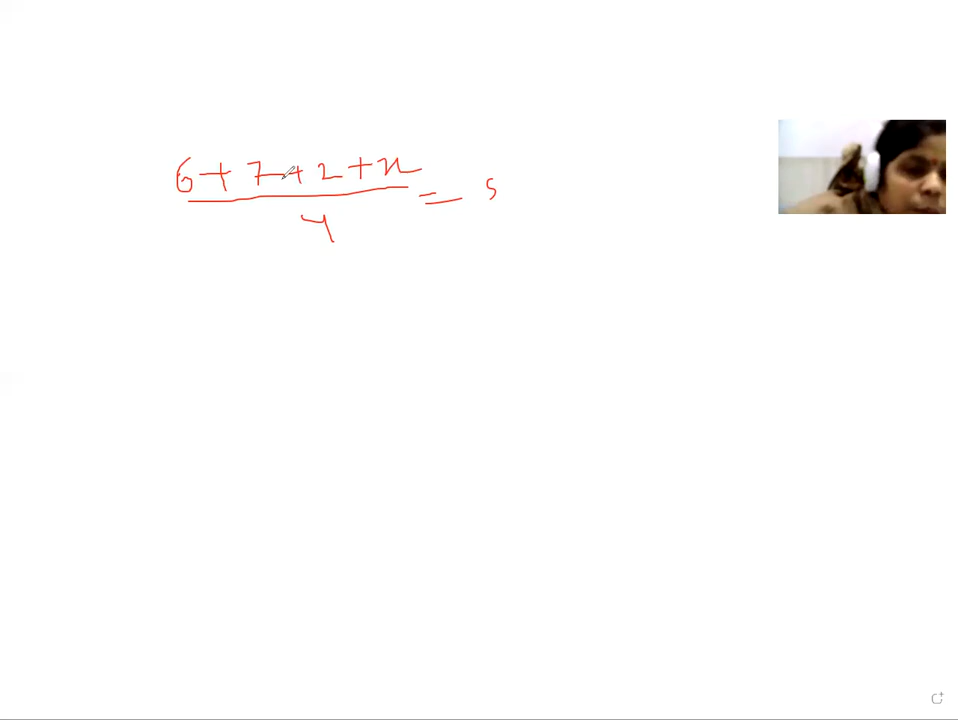 6 + 7 + 2 + x
4
= 5